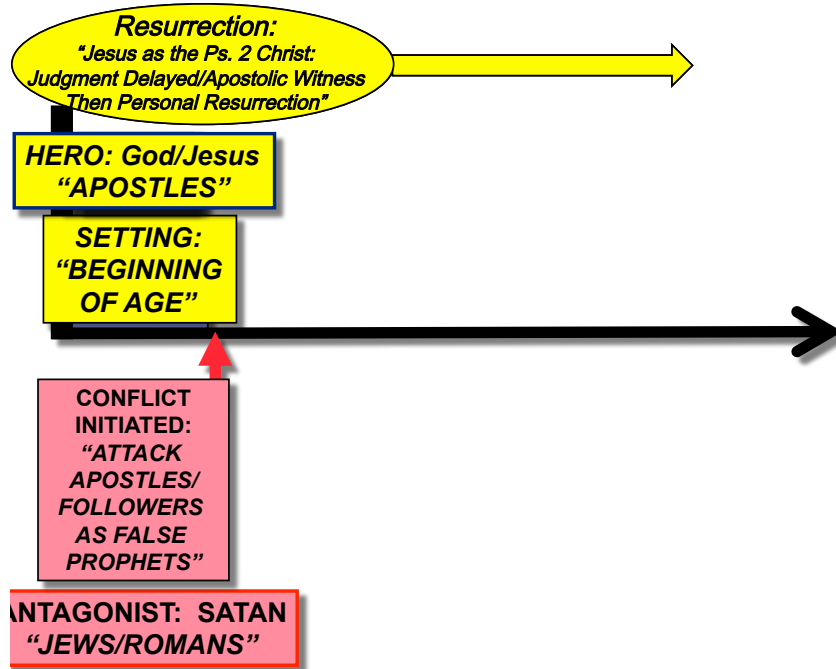 Resurrection:
"Jesus as the Ps. 2 Christ:
Judgment Delayed/Apostolic Witness
Then Personal Resurrection"
HERO: God/Jesus
"APOSTLES"
SETTING:
"BEGINNING
OF AGE"
CONFLICT
INITIATED:
"ATTACK
APOSTLES/
FOLLOWERS
AS FALSE
PROPHETS"
ANTAGONIST: SATAN
"JEWS/ROMANS"